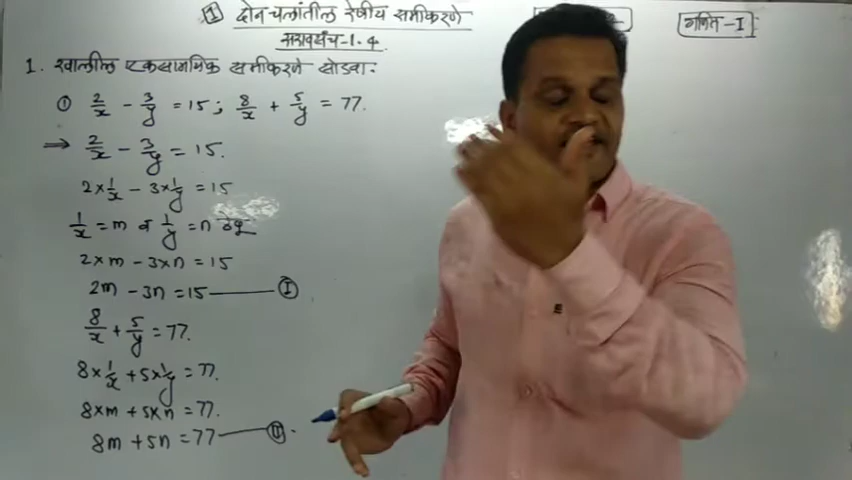 1 दोन चलांतील रेषीय समीकरणे
गणित-I
सरावसंच-1.4
1. खालील एकसामयिक समीकरणे सोडवा:
① 2/x - 3/y = 15; 8/x + 5/y = 77.
⇒ 2/x - 3/y = 15.
2×1/x - 3×1/y = 15
1/x = m व 1/y = n ठेवू
2×m - 3×n = 15
2m - 3n = 15 — Ⓘ
8/x + 5/y = 77.
8×1/x + 5×1/y = 77.
8×m + 5×n = 77.
8m + 5n = 77 — Ⅱ.